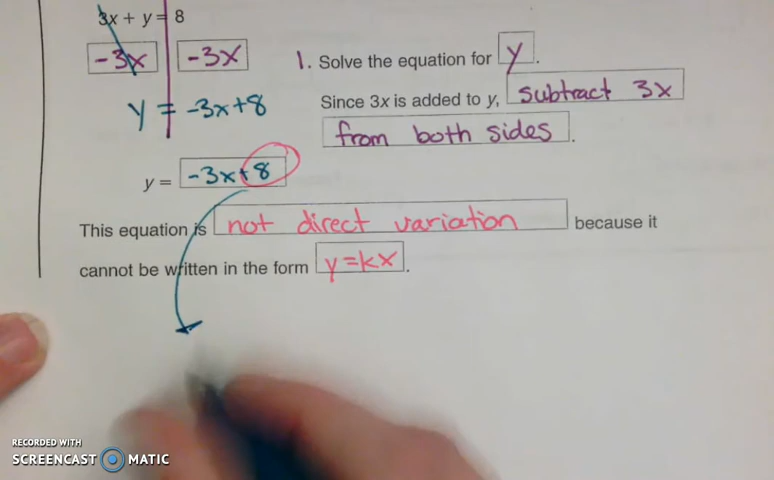 3x + y = 8
-3x -3x
1. Solve the equation for y.
y = -3x+8
Since 3x is added to y, subtract 3x
from both sides.
y = -3x+8
This equation is not direct variation because it
cannot be written in the form y=kx.
RECORDED WITH
SCREENCAST MATIC